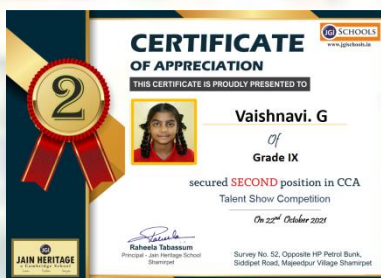 JGI SCHOOLS
www.jgischools.in
CERTIFICATE
OF APPRECIATION
THIS CERTIFICATE IS PROUDLY PRESENTED TO
2
Vaishnavi. G
Of
Grade IX
secured SECOND position in CCA
Talent Show Competition
On 22nd October 2021
Raheela Tabassum
Principal - Jain Heritage School
Shamirpet
Survey No. 52, Opposite HP Petrol Bunk,
Siddipet Road, Majeedpur Village Shamirpet
JGI
JAIN HERITAGE
a Cambridge School